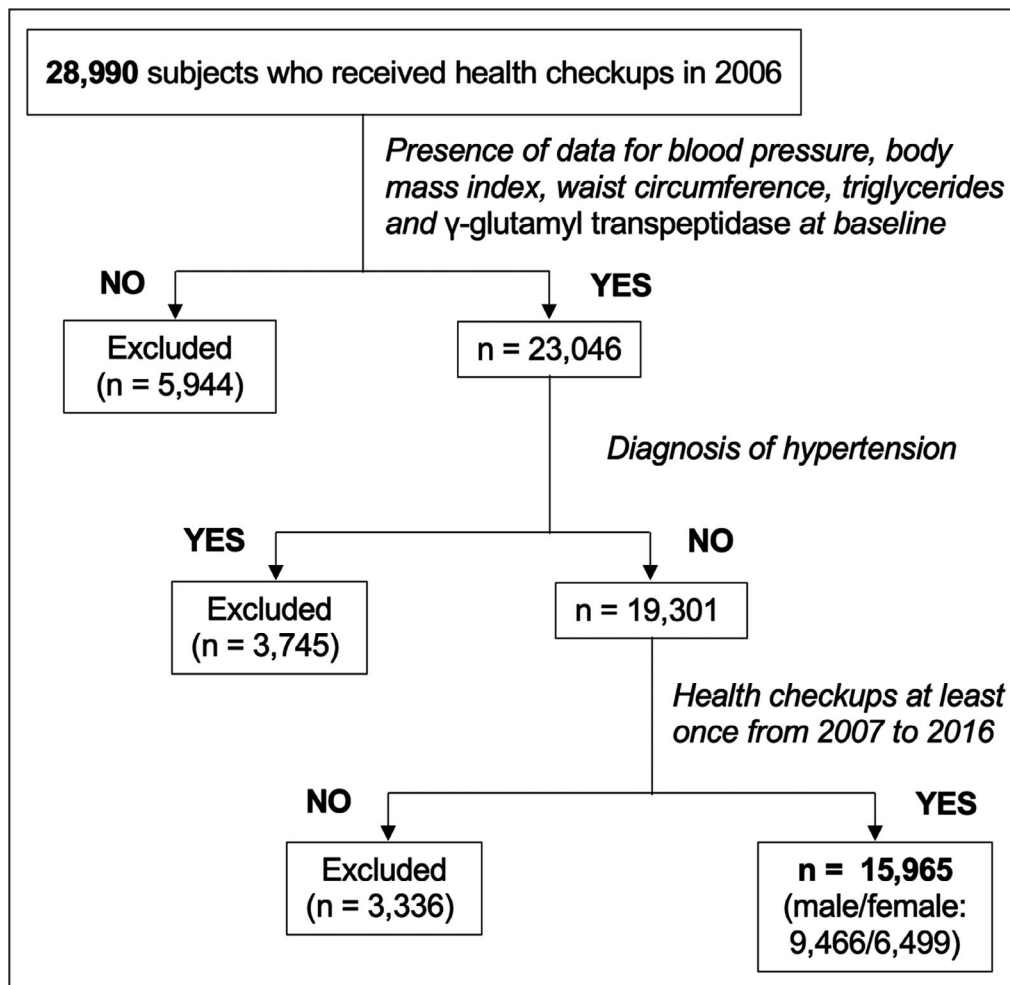 28,990 subjects who received health checkups in 2006
Presence of data for blood pressure, body
mass index, waist circumference, triglycerides
and γ-glutamyl transpeptidase at baseline
NO
YES
Excluded
(n = 5,944)
n = 23,046
Diagnosis of hypertension
YES
NO
Excluded
(n = 3,745)
n = 19,301
Health checkups at least
once from 2007 to 2016
NO
YES
Excluded
(n = 3,336)
n = 15,965
(male/female:
9,466/6,499)